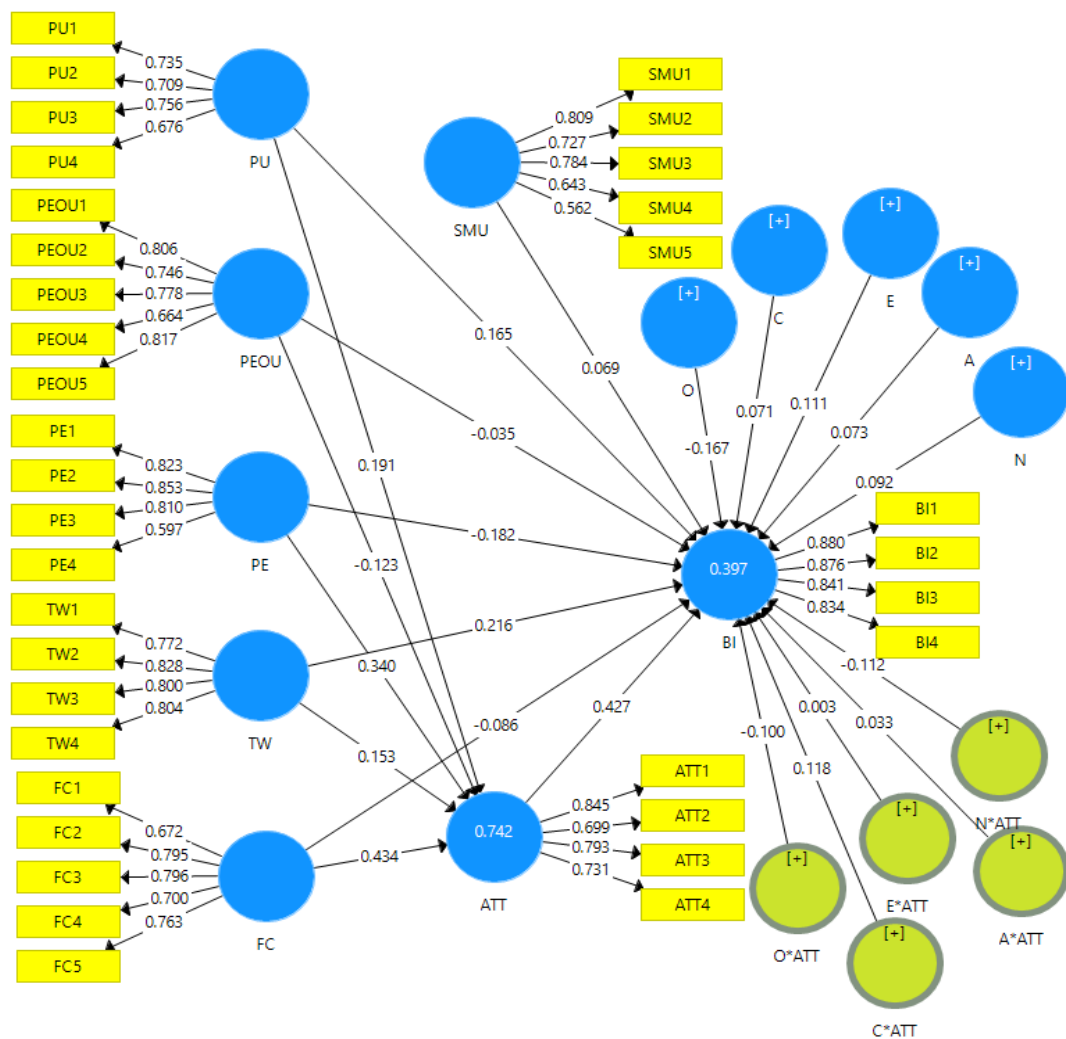 PU1
PU2
PU3
PU4
0.735
0.709
0.756
0.676
PU
PEOU1
PEOU2
PEOU3
PEOU4
PEOU5
0.806
0.746
0.778
0.664
0.817
PEOU
PE1
PE2
PE3
PE4
0.823
0.853
0.810
0.597
PE
TW1
TW2
TW3
TW4
0.772
0.828
0.800
0.804
TW
FC1
FC2
FC3
FC4
FC5
0.672
0.795
0.796
0.700
0.763
FC
SMU
0.809
0.727
0.784
0.643
0.562
SMU1
SMU2
SMU3
SMU4
SMU5
[+]
O
[+]
C
[+]
E
[+]
A
[+]
N
0.165
0.069
-0.167
0.071
0.111
0.073
0.092
-0.035
0.191
-0.182
-0.123
0.216
0.340
-0.086
0.427
0.153
0.434
0.397
BI
0.880
0.876
0.841
0.834
BI1
BI2
BI3
BI4
0.742
ATT
0.845
0.699
0.793
0.731
ATT1
ATT2
ATT3
ATT4
-0.112
0.003
0.033
-0.100
0.118
[+]
N*ATT
[+]
E*ATT
[+]
A*ATT
[+]
O*ATT
[+]
C*ATT